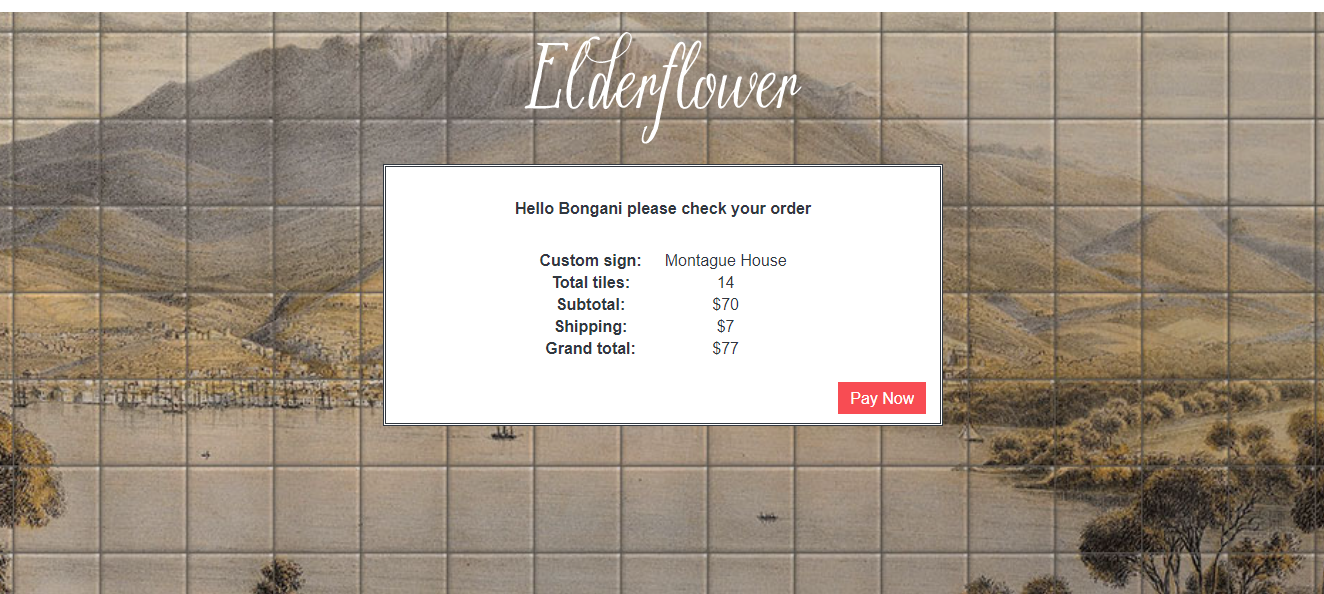 Elderflower
Hello Bongani please check your order
Custom sign: Montague House
Total tiles: 14
Subtotal: $70
Shipping: $7
Grand total: $77
Pay Now